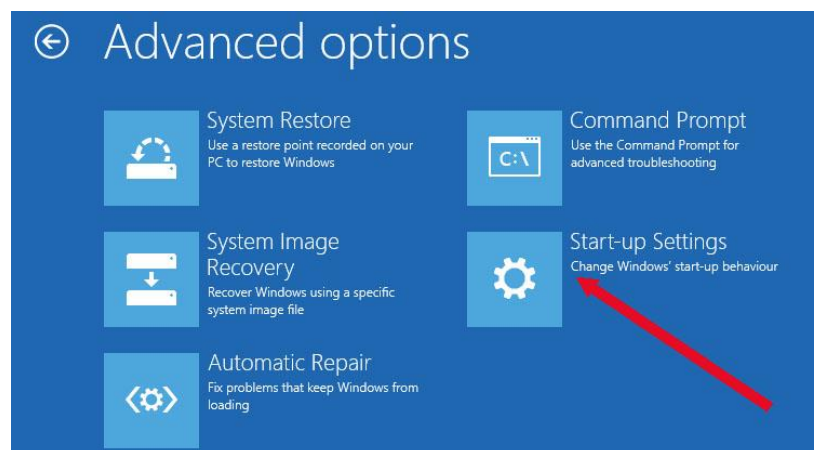 Advanced options
System Restore
Use a restore point recorded on your
PC to restore Windows
System Image
Recovery
Recover Windows using a specific
system image file
Automatic Repair
Fix problems that keep Windows from
loading
C:\
Command Prompt
Use the Command Prompt for
advanced troubleshooting
Start-up Settings
Change Windows' start-up behaviour